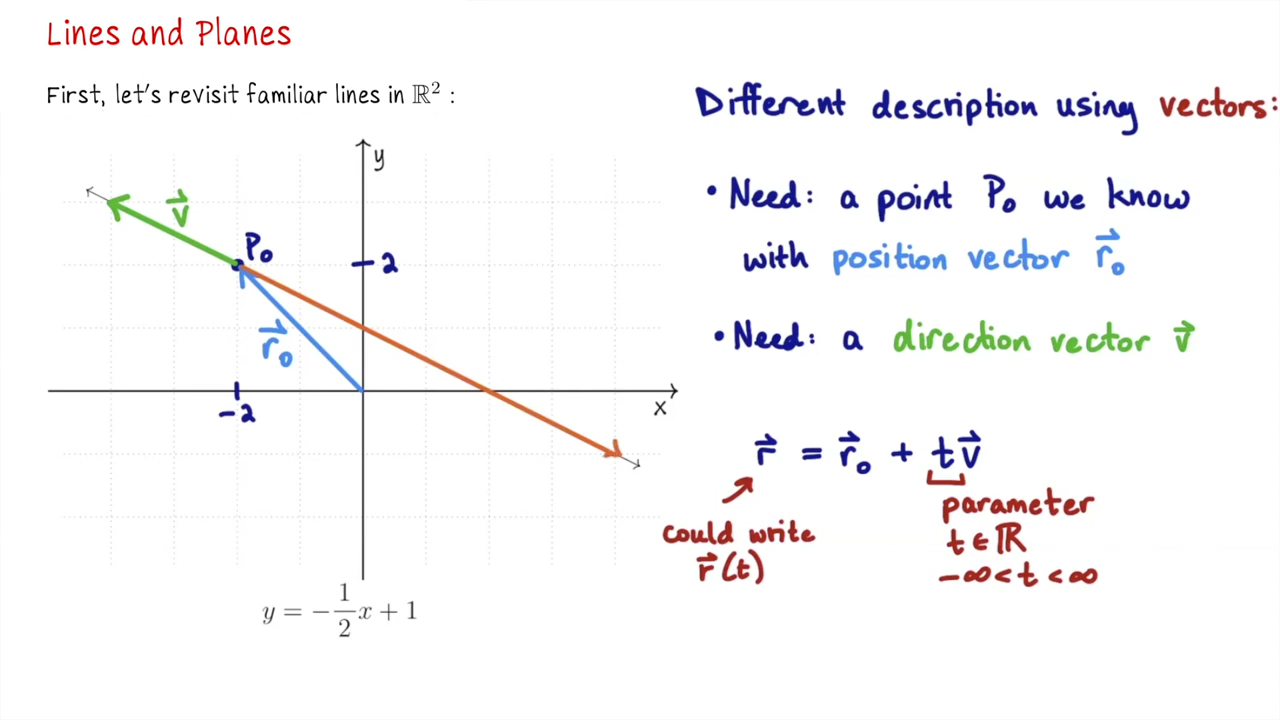 Lines and Planes
First, let's revisit familiar lines in ℝ² :
y
v⃗
P₀
2
r⃗₀
-2
x
y = -1/2 x + 1
Different description using vectors:
• Need: a point P₀ we know
with position vector r⃗₀
• Need: a direction vector v⃗
r⃗ = r⃗₀ + tv⃗
could write
r⃗(t)
parameter
t ∈ ℝ
-∞ < t < ∞